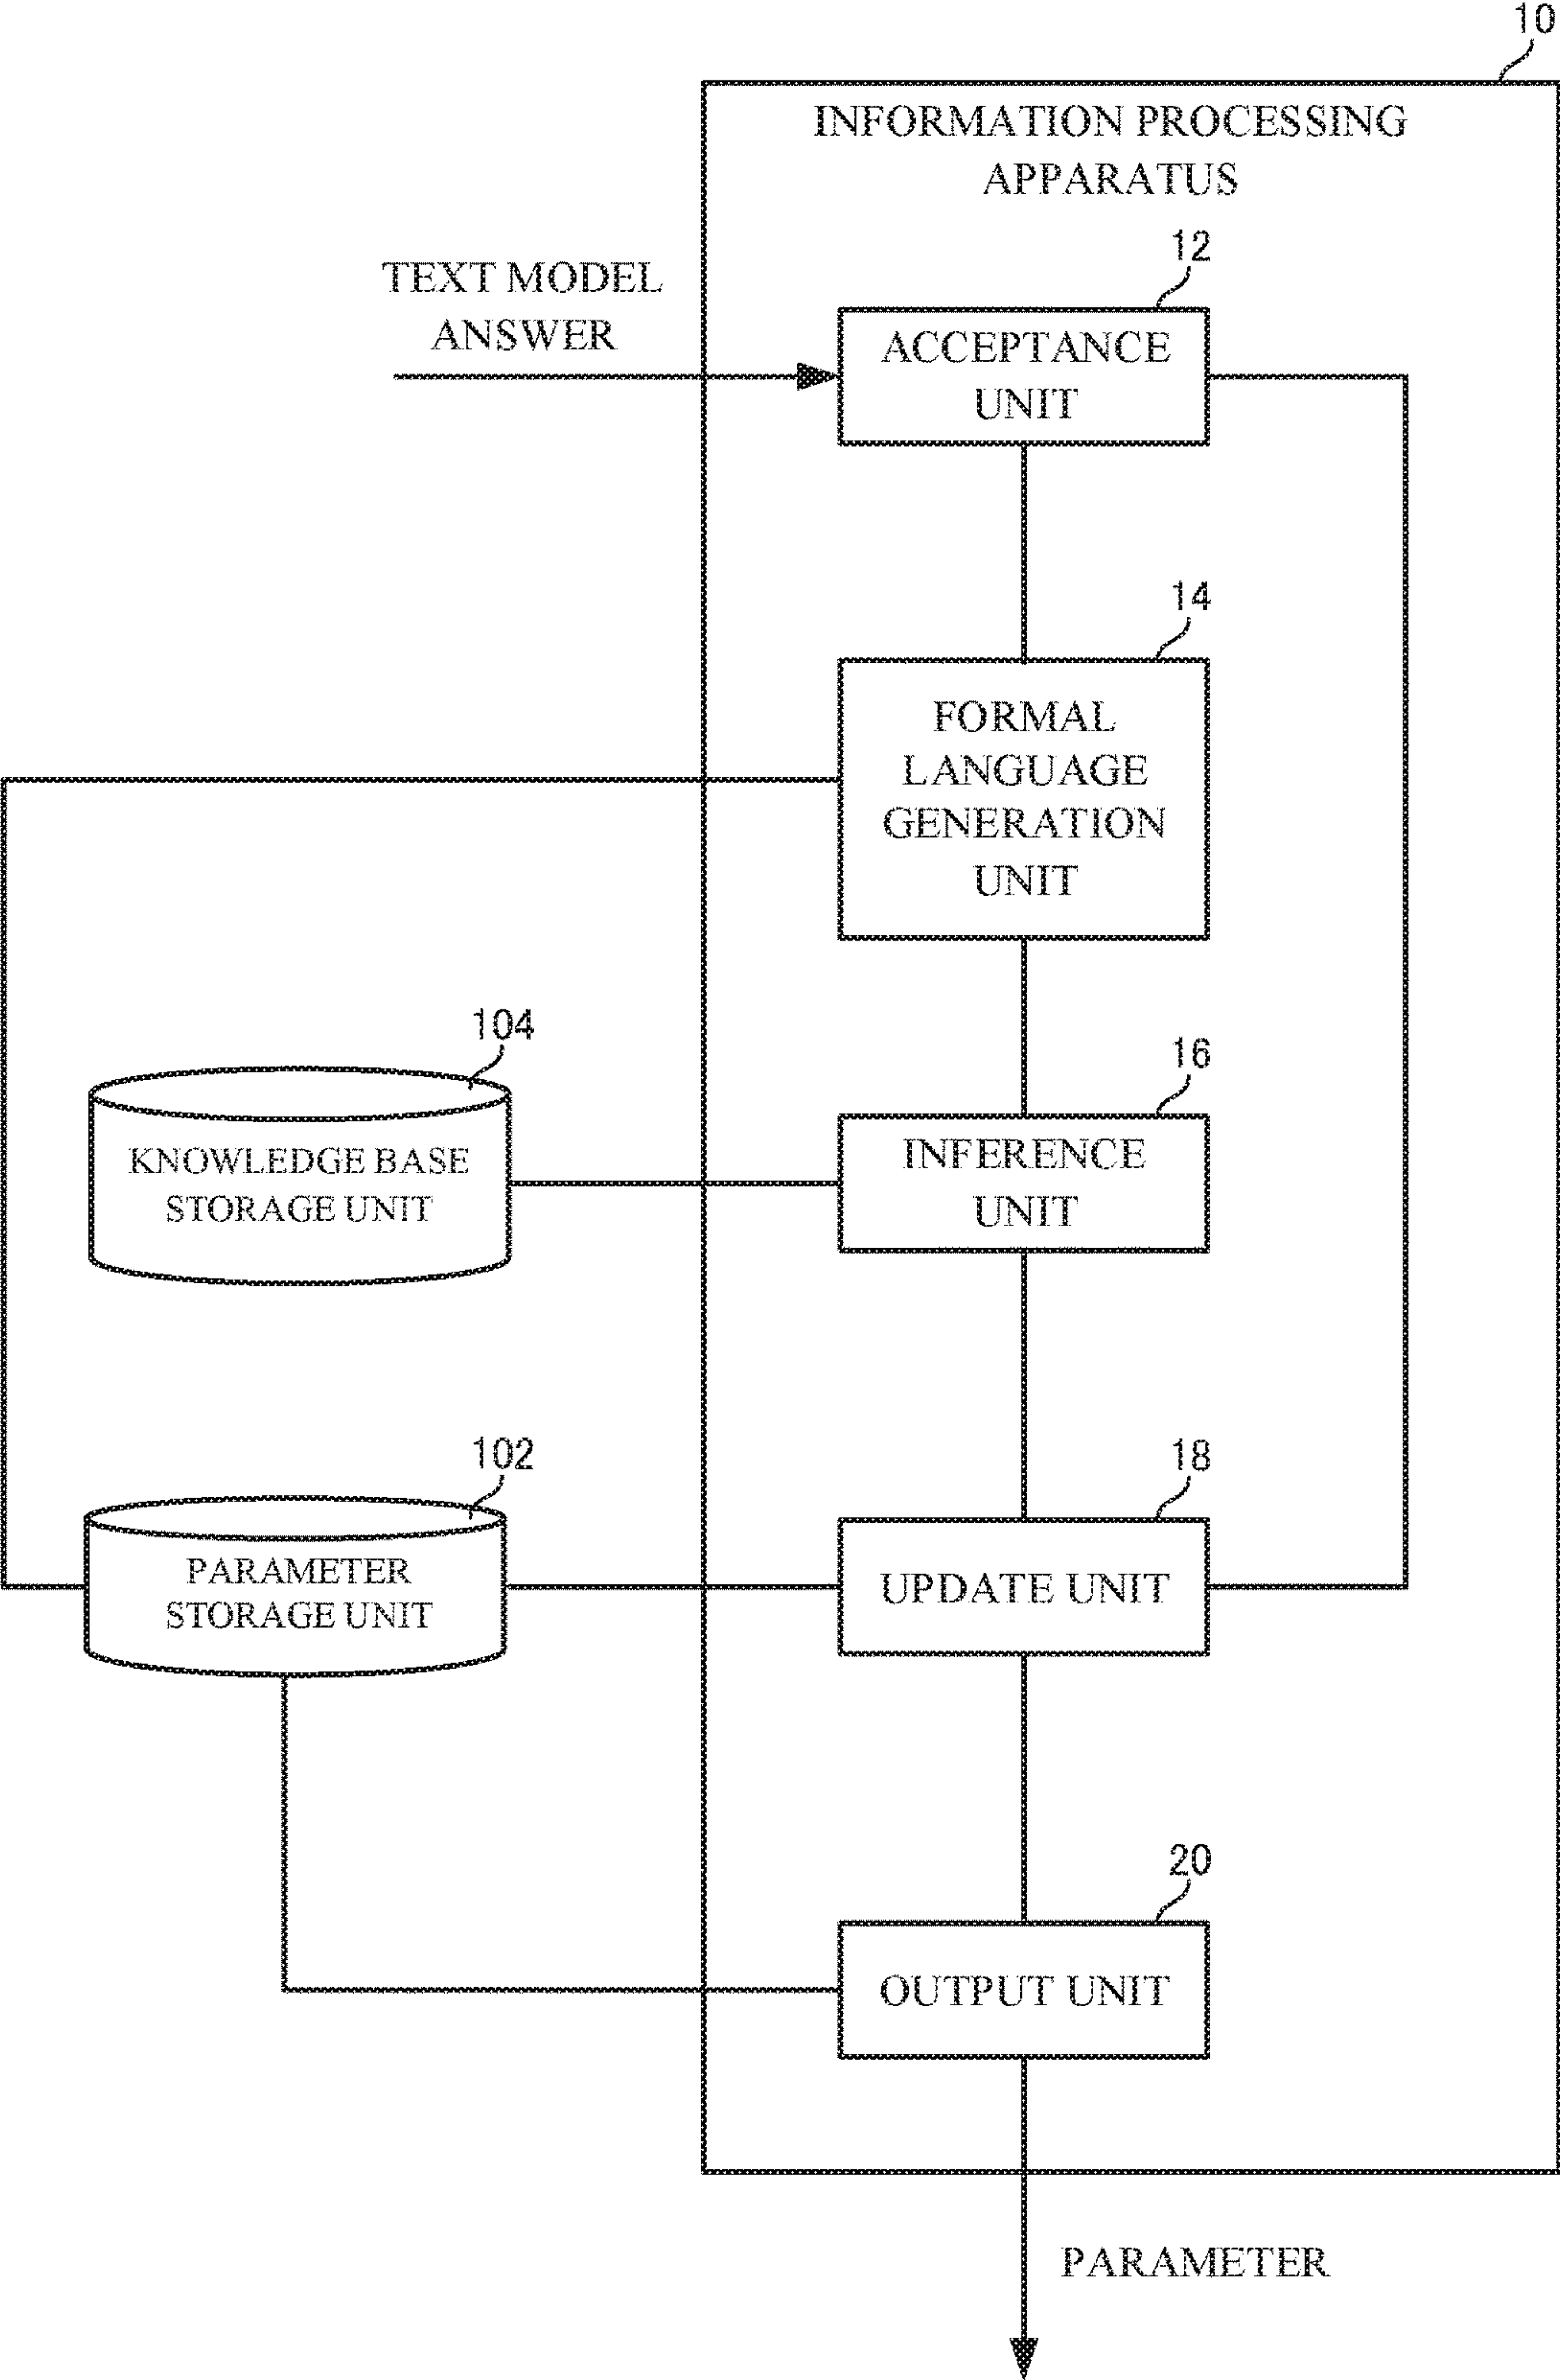 10
INFORMATION PROCESSING
APPARATUS
TEXT MODEL
ANSWER
12
ACCEPTANCE
UNIT
14
FORMAL
LANGUAGE
GENERATION
UNIT
104
KNOWLEDGE BASE
STORAGE UNIT
16
INFERENCE
UNIT
102
PARAMETER
STORAGE UNIT
18
UPDATE UNIT
20
OUTPUT UNIT
PARAMETER